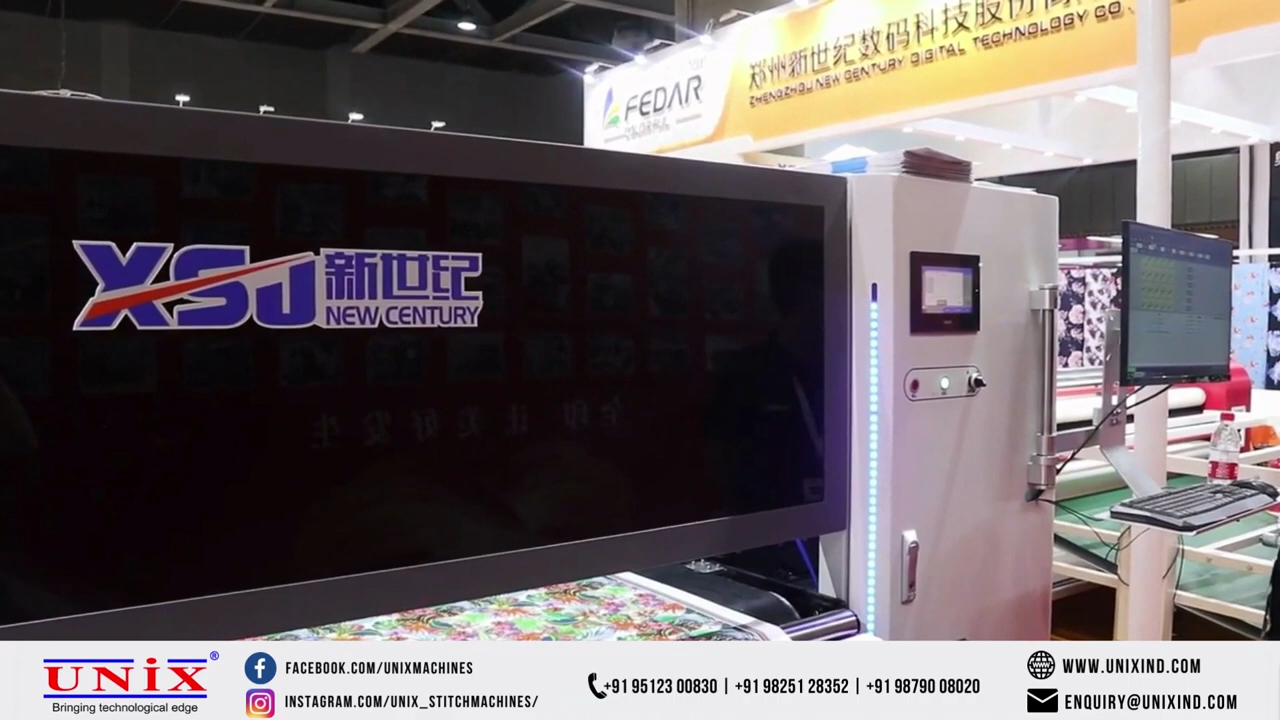 郑州新世纪数码科技股份
ZHENGZHOU NEW CENTURY DIGITAL TECHNOLOGY CO.,
FEDAR
XSJ 新世纪
NEW CENTURY
UNiX®
Bringing technological edge
FACEBOOK.COM/UNIXMACHINES
INSTAGRAM.COM/UNIX_STITCHMACHINES/
+91 95123 00830 | +91 98251 28352 | +91 98790 08020
WWW.UNIXIND.COM
ENQUIRY@UNIXIND.COM